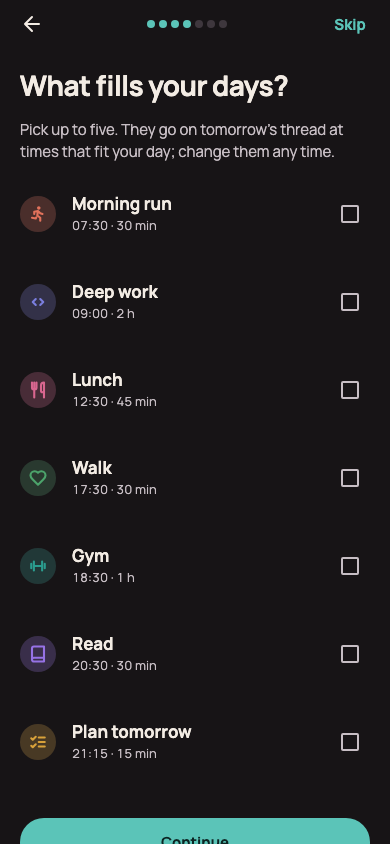 Skip
What fills your days?
Pick up to five. They go on tomorrow's thread at
times that fit your day; change them any time.
Morning run
07:30 · 30 min
Deep work
09:00 · 2 h
Lunch
12:30 · 45 min
Walk
17:30 · 30 min
Gym
18:30 · 1 h
Read
20:30 · 30 min
Plan tomorrow
21:15 · 15 min
Continue